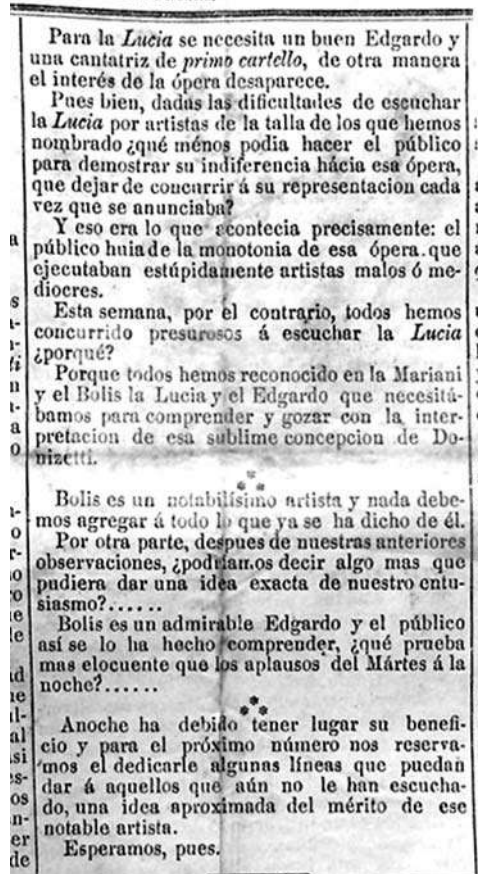 Para la Lucia se necesita un buen Edgardo y
una cantatriz de primo cartello, de otra manera
el interés de la ópera desaparece.
Pues bien, dadas las dificultades de escuchar
la Lucia por artistas de la talla de los que hemos
nombrado ¿qué ménos podia hacer el público
para demostrar su indiferencia hácia esa ópera,
que dejar de concurrir á su representacion cada
vez que se anunciaba?
Y eso era lo que acontecia precisamente: el
público huia de la monotonia de esa ópera. que
ejecutaban estúpidamente artistas malos ó me-
diocres.
Esta semana, por el contrario, todos hemos
concurrido presurosos á escuchar la Lucia
¿porqué?
Porque todos hemos reconocido en la Mariani
y el Bolis la Lucia y el Edgardo que necesitá-
bamos para comprender y gozar con la inter-
pretacion de esa sublime concepcion de Do-
nizetti.
***
Bolis es un notabilísimo artista y nada debe-
mos agregar á todo lo que ya se ha dicho de él.
Por otra parte, despues de nuestras anteriores
observaciones, ¿podriamos decir algo mas que
pudiera dar una idea exacta de nuestro entu-
siasmo?......
Bolis es un admirable Edgardo y el público
así se lo ha hecho comprender, ¿qué prueba
mas elocuente que los aplausos del Mártes á la
noche?......
***
Anoche ha debido tener lugar su benefi-
cio y para el próximo número nos reserva-
mos el dedicarle algunas líneas que puedan
dar á aquellos que aún no le han escucha-
do, una idea aproximada del mérito de ese
notable artista.
Esperamos, pues.